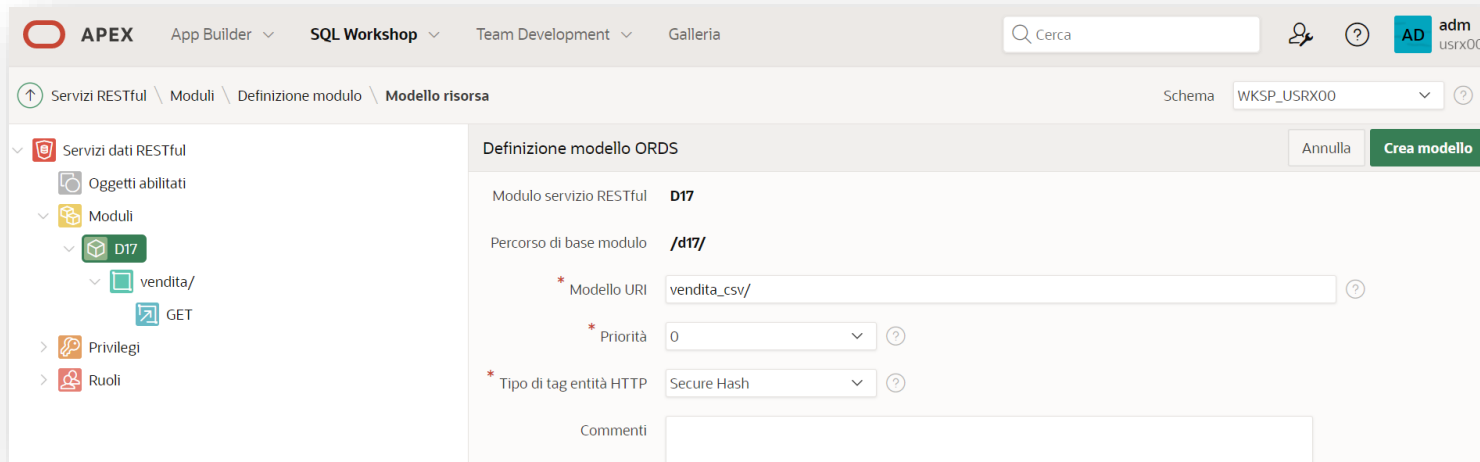 APEX App Builder SQL Workshop Team Development Galleria Cerca AD adm
usrx00
Servizi RESTful \ Moduli \ Definizione modulo \ Modello risorsa Schema WKSP_USRX00
Servizi dati RESTful
Oggetti abilitati
Moduli
D17
vendita/
GET
Privilegi
Ruoli
Definizione modello ORDS Annulla Crea modello
Modulo servizio RESTful D17
Percorso di base modulo /d17/
* Modello URI vendita_csv/
* Priorità 0
* Tipo di tag entità HTTP Secure Hash
Commenti